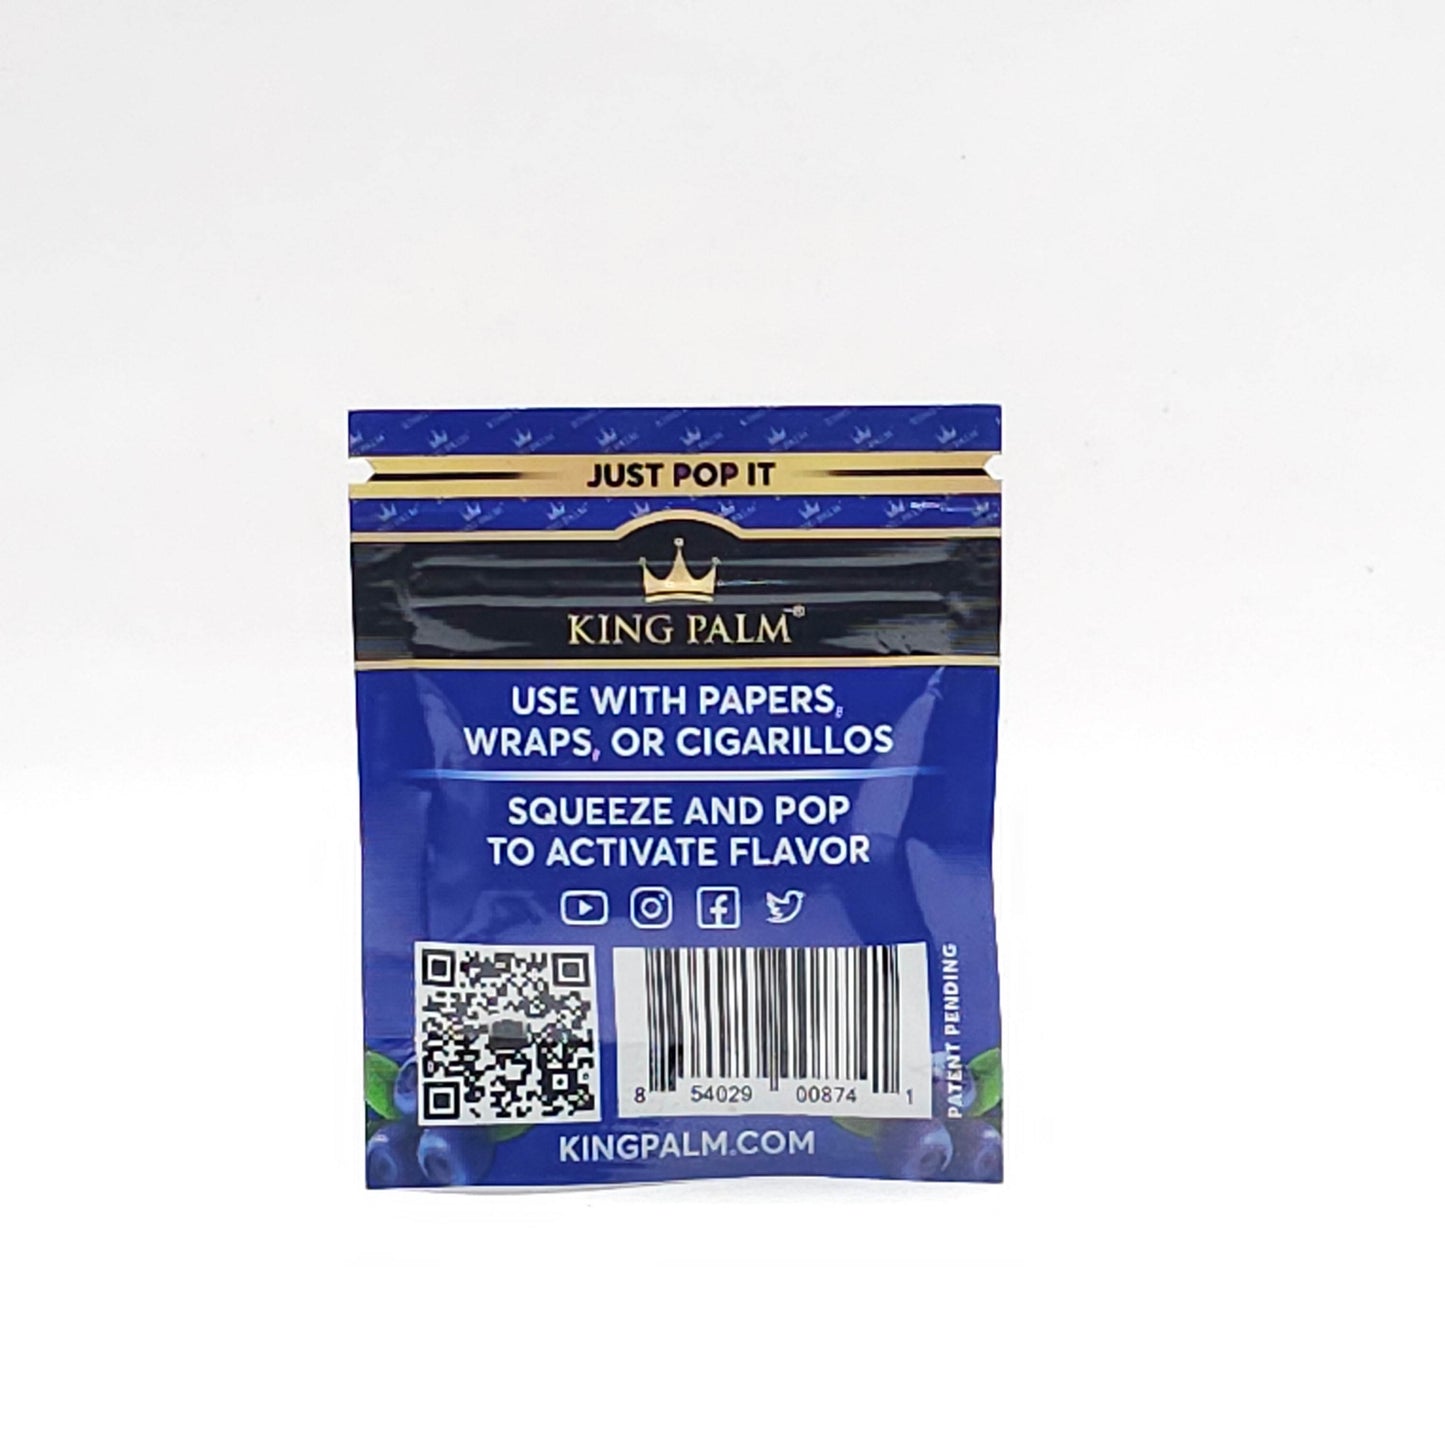 JUST POP IT
KING PALM™®
USE WITH PAPERS,
WRAPS, OR CIGARILLOS
SQUEEZE AND POP
TO ACTIVATE FLAVOR
8 54029 00874 1
PATENT PENDING
KINGPALM.COM